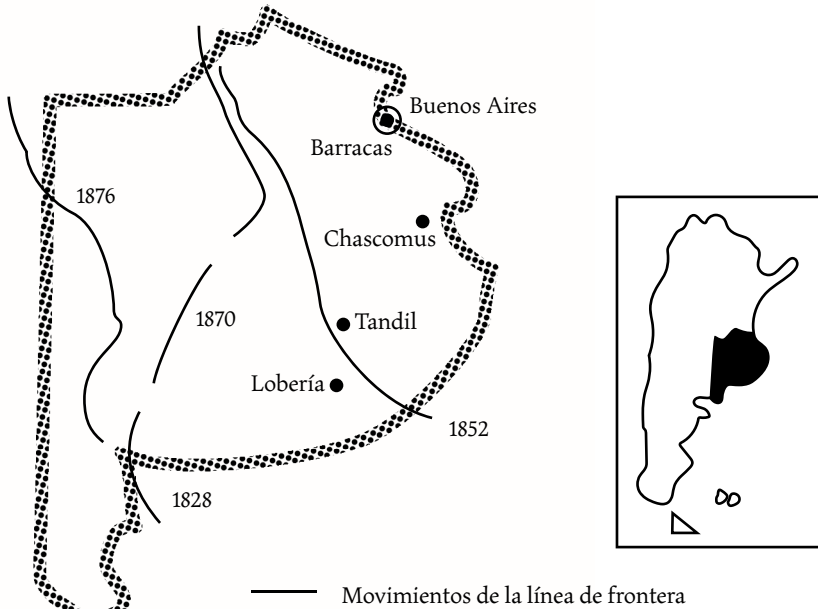 Buenos Aires
Barracas
1876
Chascomus
1870
Tandil
Lobería
1852
1828
Movimientos de la línea de frontera